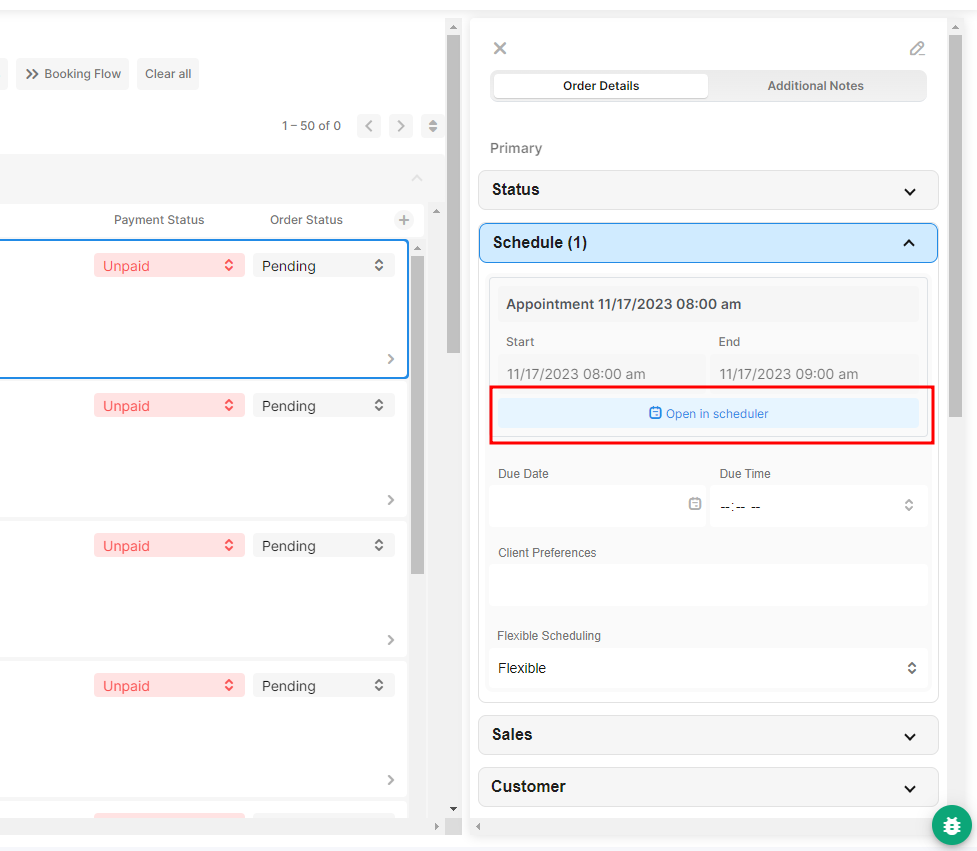 Booking Flow Clear all
1 – 50 of 0
Payment Status Order Status
Unpaid Pending
Unpaid Pending
Unpaid Pending
Unpaid Pending
Order Details Additional Notes
Primary
Status
Schedule (1)
Appointment 11/17/2023 08:00 am
Start End
11/17/2023 08:00 am 11/17/2023 09:00 am
Open in scheduler
Due Date Due Time
--:-- --
Client Preferences
Flexible Scheduling
Flexible
Sales
Customer